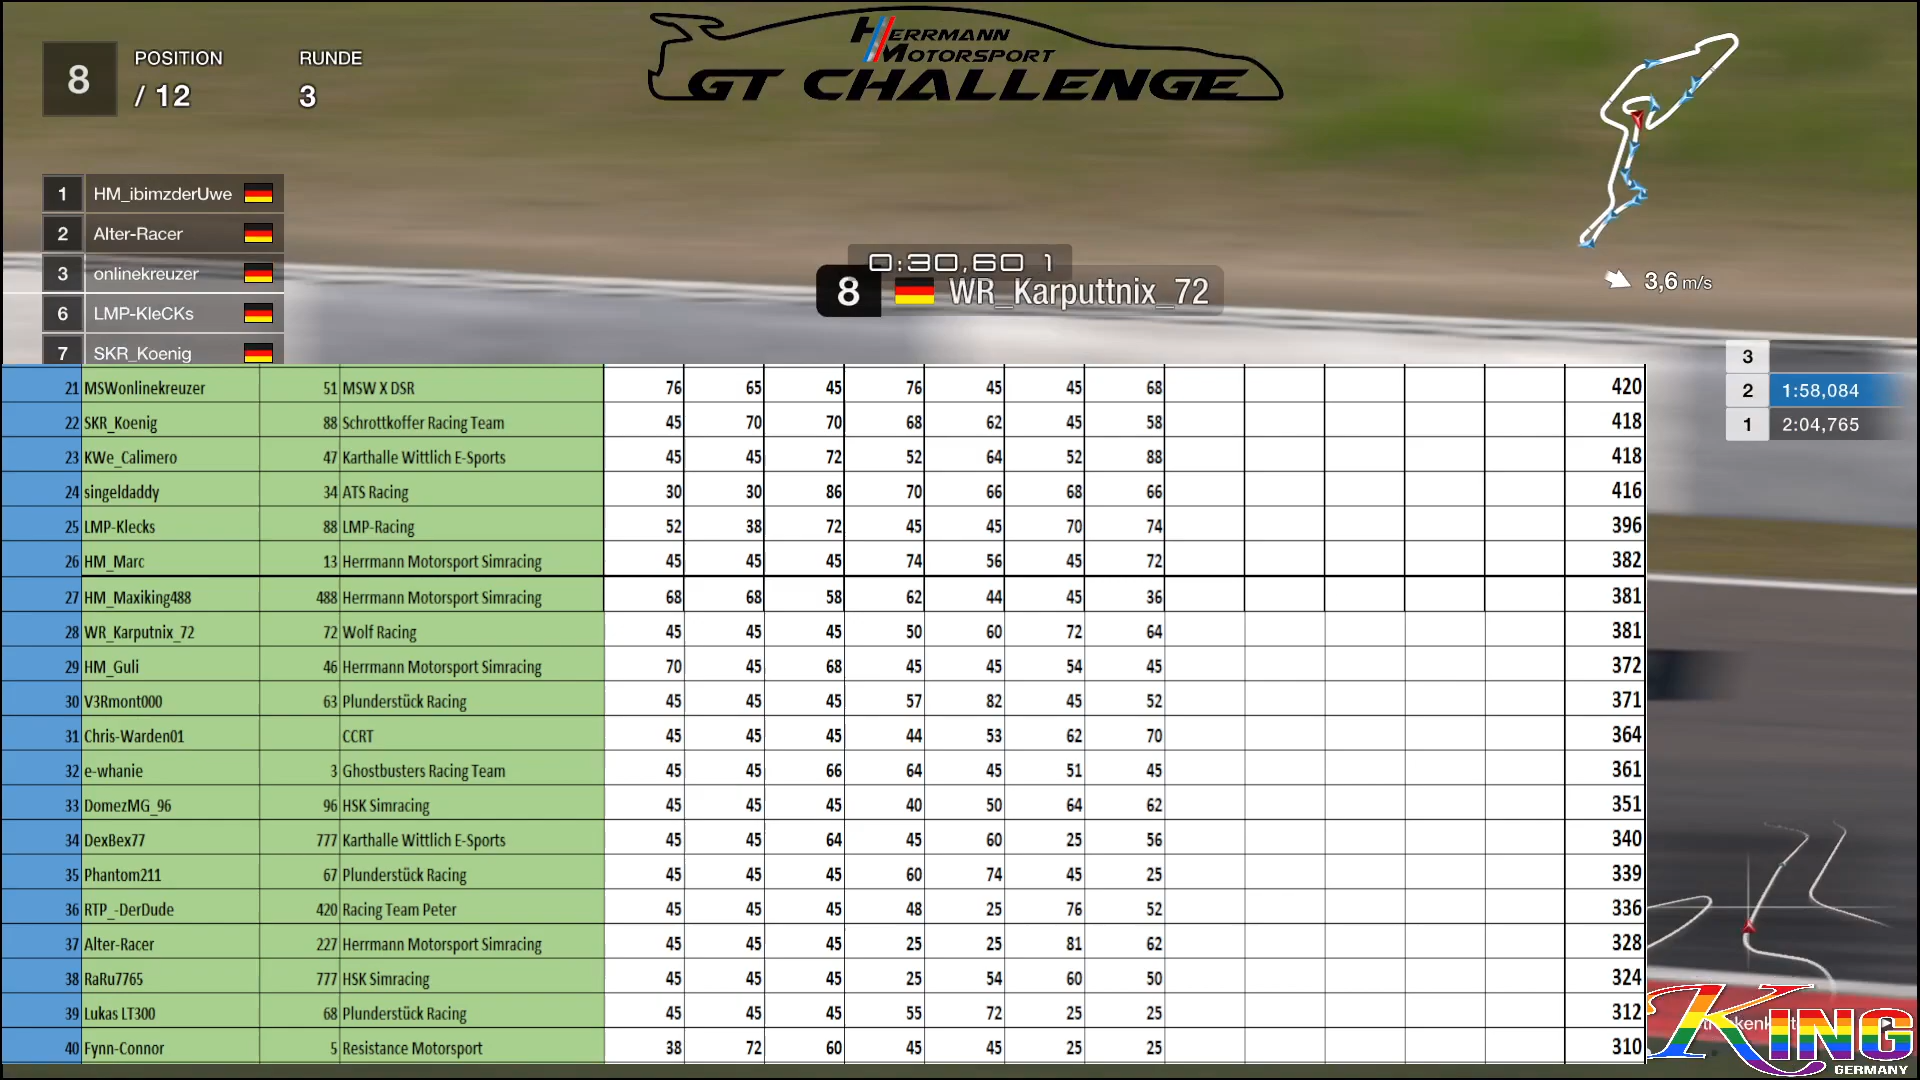 HERRMANN
MOTORSPORT
GT CHALLENGE
8 POSITION / 12
RUNDE 3
1 HM_ibimzderUwe
2 Alter-Racer
3 onlinekreuzer
6 LMP-KleCKs
7 SKR_Koenig
0:30,60 1
8 WR_Karputtnix_72
3,6 m/s
3
2 1:58,084
1 2:04,765
21 MSWonlinekreuzer 51 MSW X DSR 76 65 45 76 45 45 68 420
22 SKR_Koenig 88 Schrottkoffer Racing Team 45 70 70 68 62 45 58 418
23 KWe_Calimero 47 Karthalle Wittlich E-Sports 45 45 72 52 64 52 88 418
24 singeldaddy 34 ATS Racing 30 30 86 70 66 68 66 416
25 LMP-Klecks 88 LMP-Racing 52 38 72 45 45 70 74 396
26 HM_Marc 13 Herrmann Motorsport Simracing 45 45 45 74 56 45 72 382
27 HM_Maxiking488 488 Herrmann Motorsport Simracing 68 68 58 62 44 45 36 381
28 WR_Karputnix_72 72 Wolf Racing 45 45 45 50 60 72 64 381
29 HM_Guli 46 Herrmann Motorsport Simracing 70 45 68 45 45 54 45 372
30 V3Rmont000 63 Plunderstück Racing 45 45 45 57 82 45 52 371
31 Chris-Warden01 CCRT 45 45 45 44 53 62 70 364
32 e-whanie 3 Ghostbusters Racing Team 45 45 66 64 45 51 45 361
33 DomezMG_96 96 HSK Simracing 45 45 45 40 50 64 62 351
34 DexBex77 777 Karthalle Wittlich E-Sports 45 45 64 45 60 25 56 340
35 Phantom211 67 Plunderstück Racing 45 45 45 60 74 45 25 339
36 RTP_-DerDude 420 Racing Team Peter 45 45 45 48 25 76 52 336
37 Alter-Racer 227 Herrmann Motorsport Simracing 45 45 45 25 25 81 62 328
38 RaRu7765 777 HSK Simracing 45 45 45 25 54 60 50 324
39 Lukas LT300 68 Plunderstück Racing 45 45 45 55 72 25 25 312
40 Fynn-Connor 5 Resistance Motorsport 38 72 60 45 45 25 25 310
KING
GERMANY